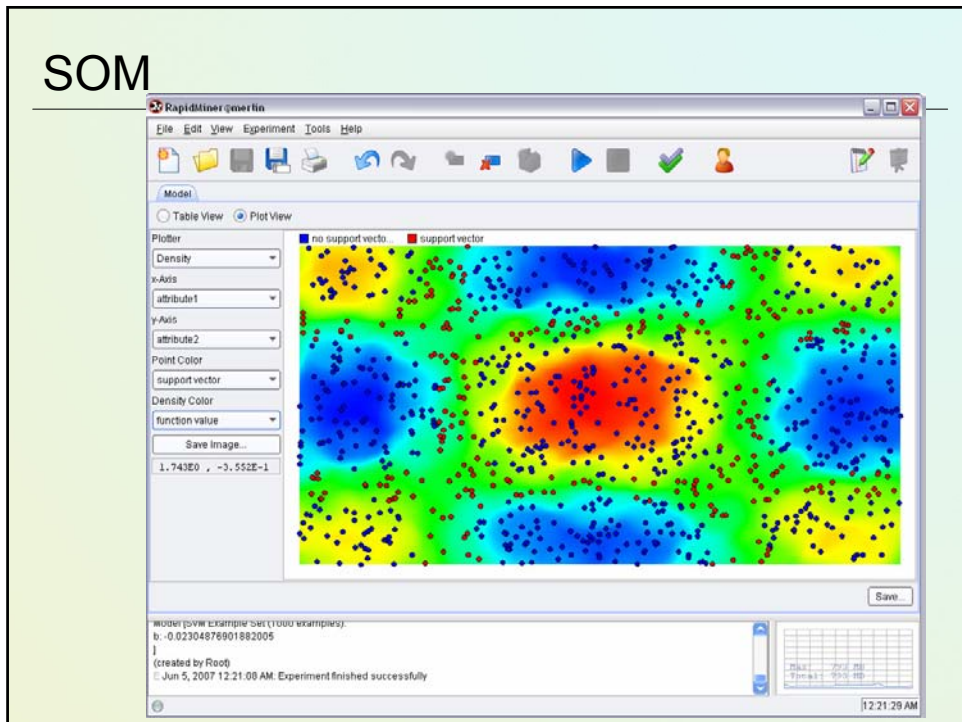 SOM
RapidMiner@merlin
File Edit View Experiment Tools Help
Model
Table View Plot View
Plotter
Density
x-Axis
attribute1
y-Axis
attribute2
Point Color
support vector
Density Color
function value
Save Image...
1.743E0 , -3.552E-1
no support vecto... support vector
Save...
Model [SVM Example Set (1000 examples):
b: -0.02304876901882005
]
(created by Root)
Jun 5, 2007 12:21:08 AM: Experiment finished successfully
Max:
Total:
12:21:29 AM